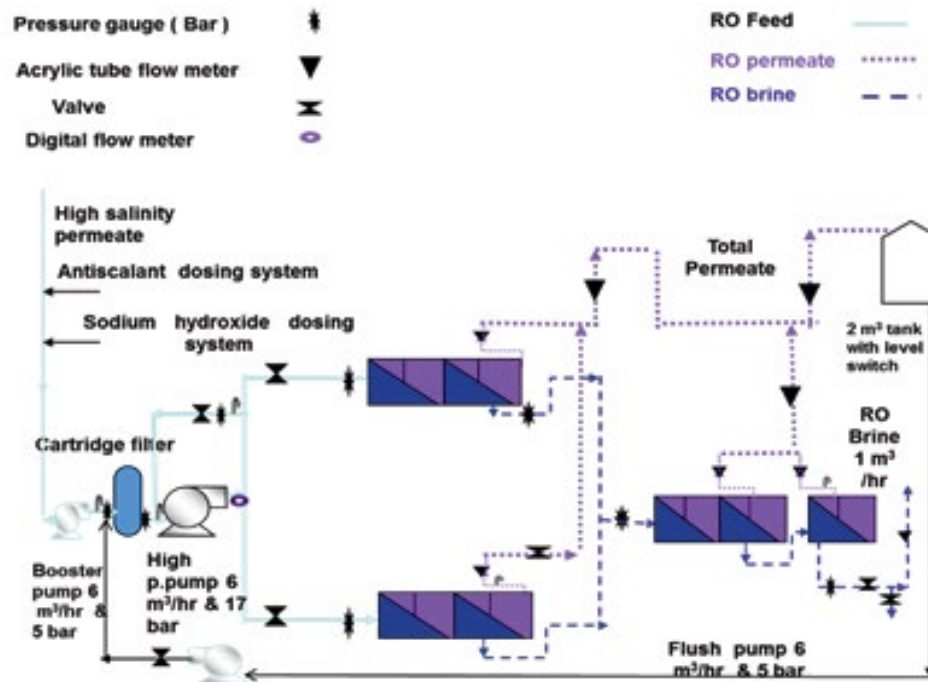 Pressure gauge ( Bar )
Acrylic tube flow meter
Valve
Digital flow meter
RO Feed
RO permeate
RO brine
High salinity
permeate
Antiscalant dosing system
Sodium hydroxide dosing
system
Cartridge filter
Booster
pump 6
m³/hr &
5 bar
High
p.pump 6
m³/hr & 17
bar
Total
Permeate
2 m³ tank
with level
switch
RO
Brine
1 m³
/hr
Flush pump 6
m³/hr & 5 bar